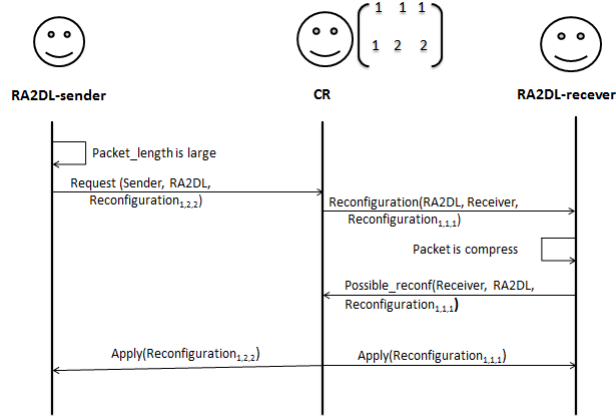 1 1 1
1 2 2
RA2DL-sender
CR
RA2DL-recever
Packet_length is large
Request (Sender, RA2DL,
Reconfiguration1,2,2)
Reconfiguration(RA2DL, Receiver,
Reconfiguration1,1,1)
Packet is compress
Possible_reconf(Receiver, RA2DL,
Reconfiguration1,1,1)
Apply(Reconfiguration1,2,2)
Apply(Reconfiguration1,1,1)